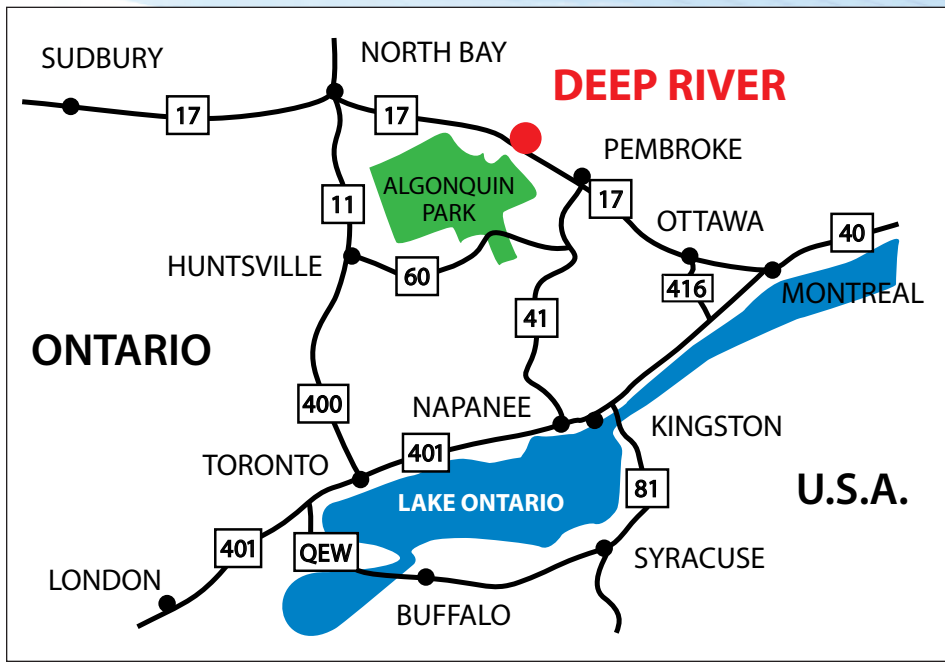 SUDBURY
NORTH BAY
DEEP RIVER
17
17
PEMBROKE
ALGONQUIN
PARK
11
17
OTTAWA
40
HUNTSVILLE
60
416
MONTREAL
41
ONTARIO
400
NAPANEE
KINGSTON
401
TORONTO
81
U.S.A.
LAKE ONTARIO
401
QEW
SYRACUSE
LONDON
BUFFALO